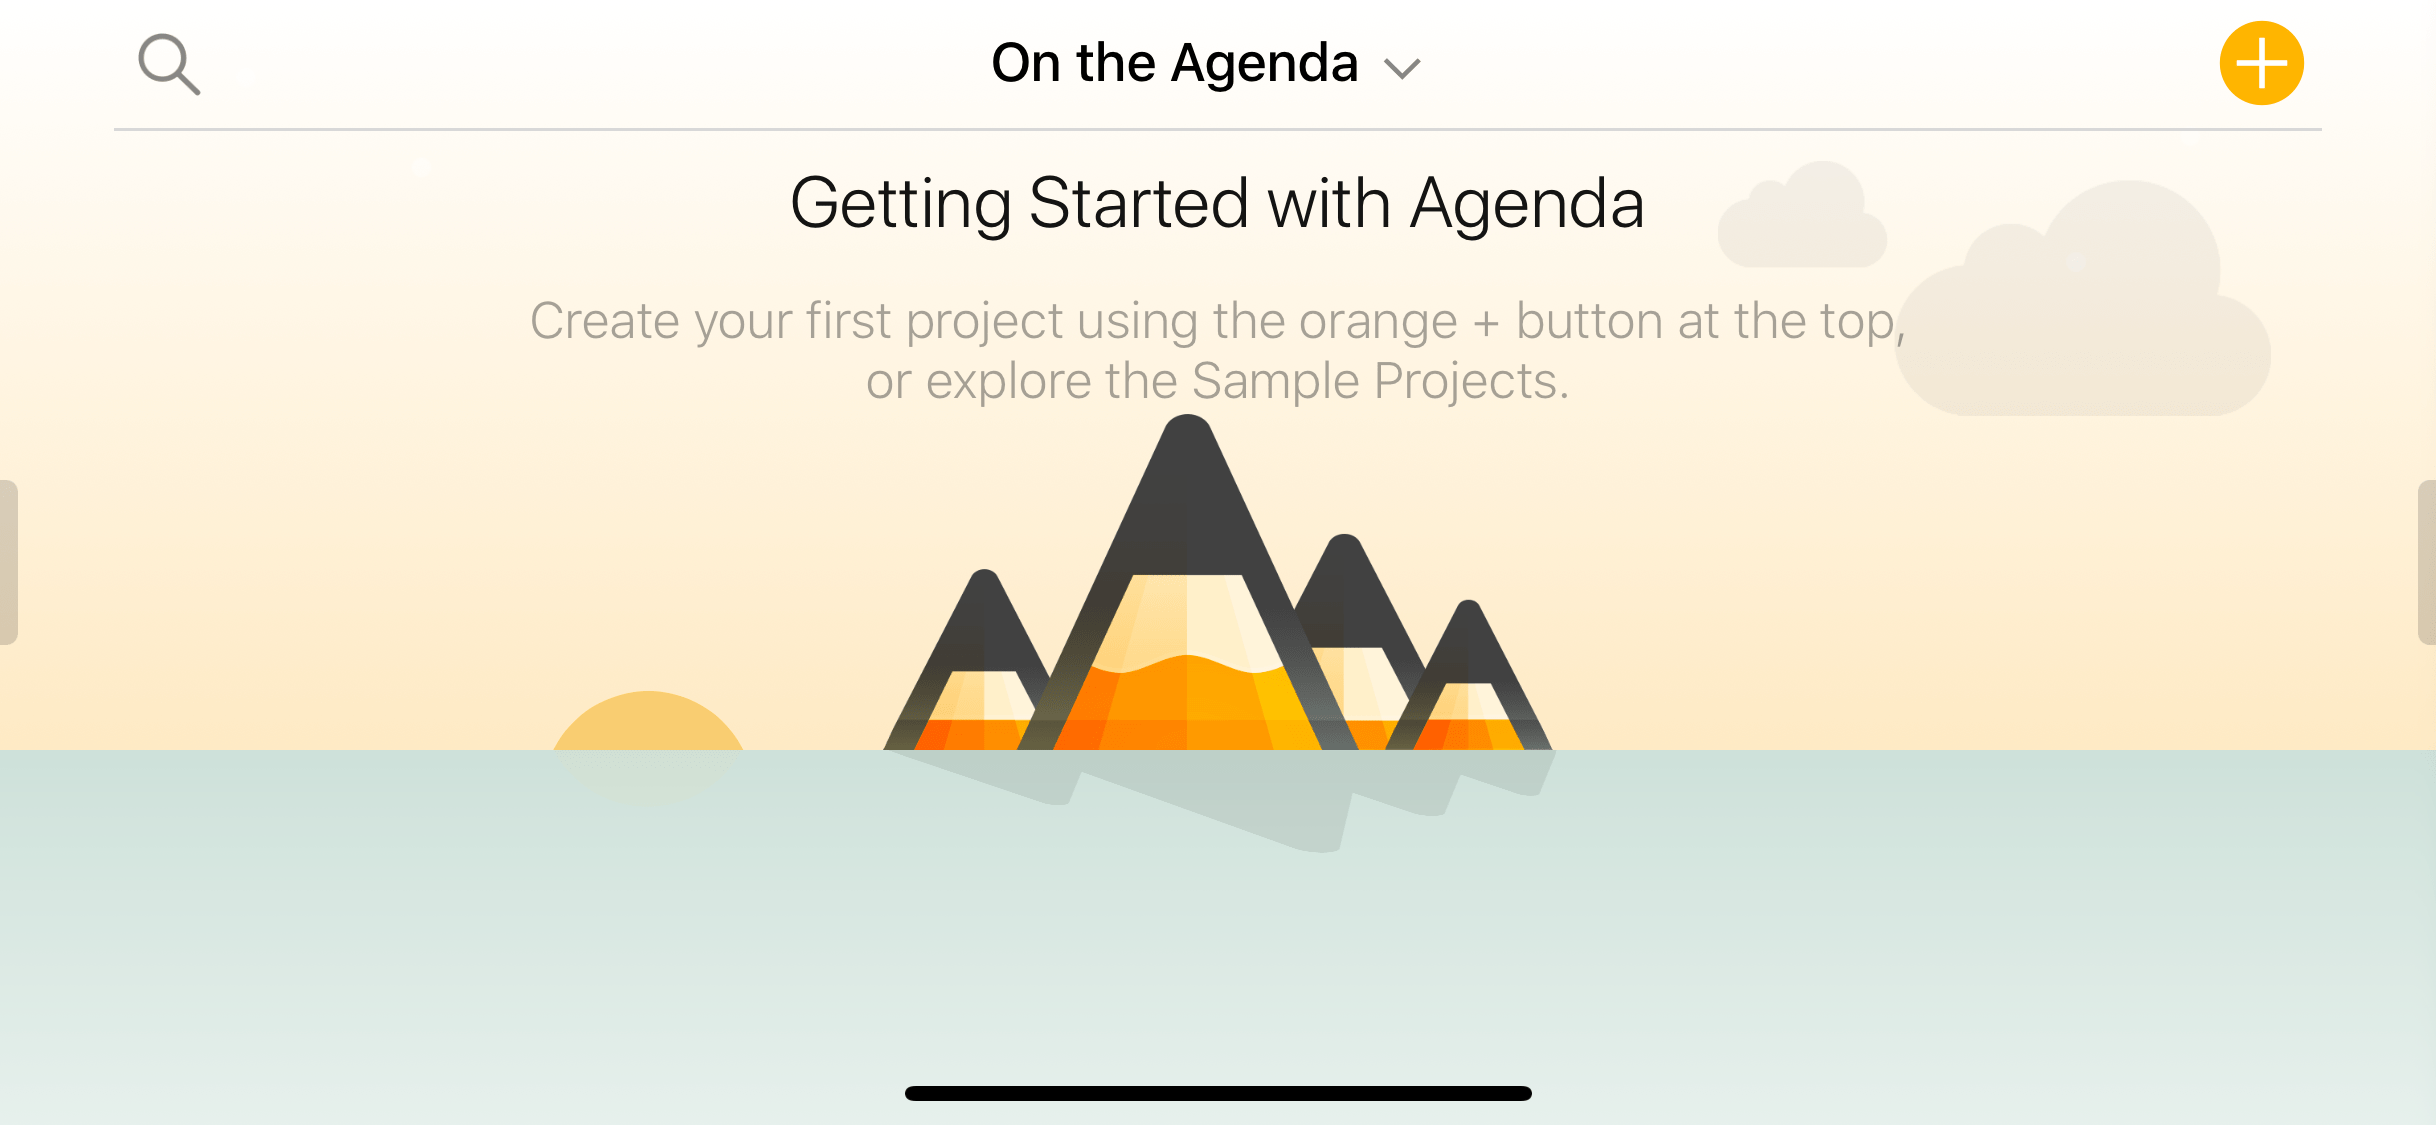 On the Agenda
Getting Started with Agenda
Create your first project using the orange + button at the top,
or explore the Sample Projects.